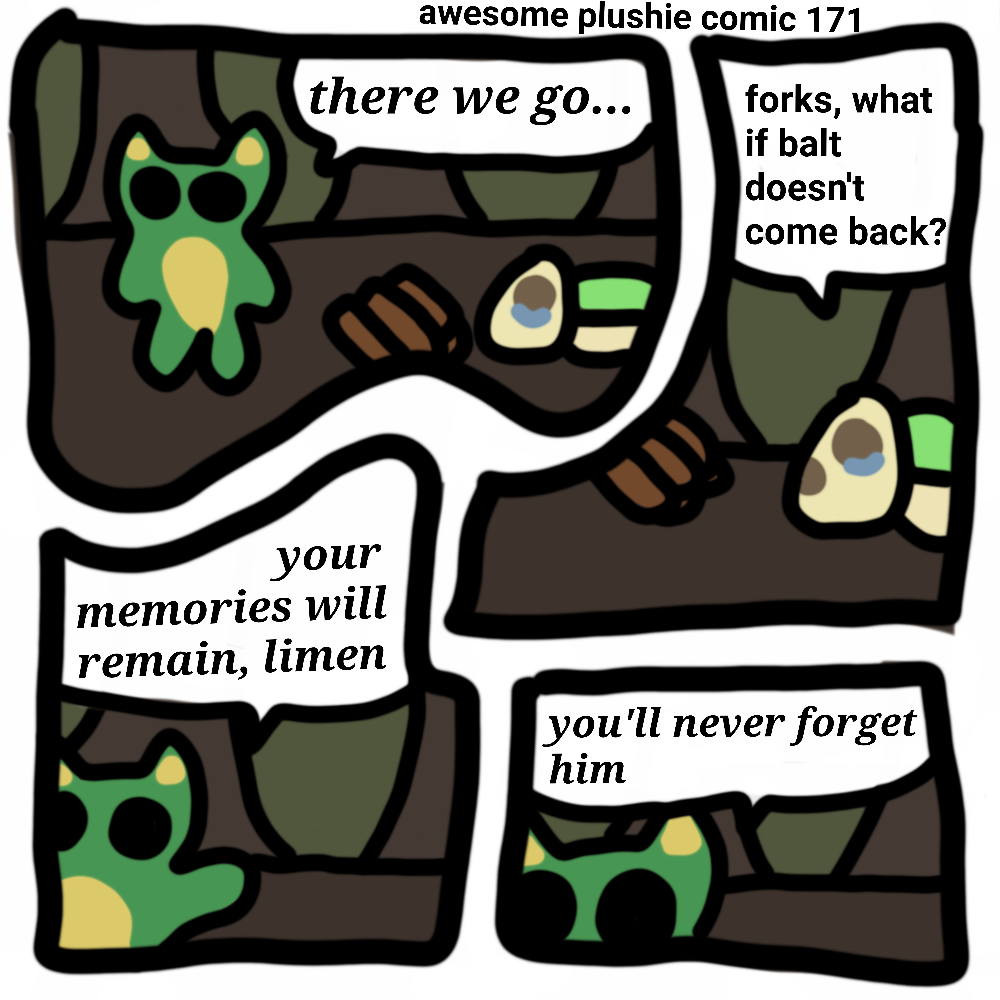 awesome plushie comic 171
there we go...
forks, what
if balt
doesn't
come back?
your
memories will
remain, limen
you'll never forget
him